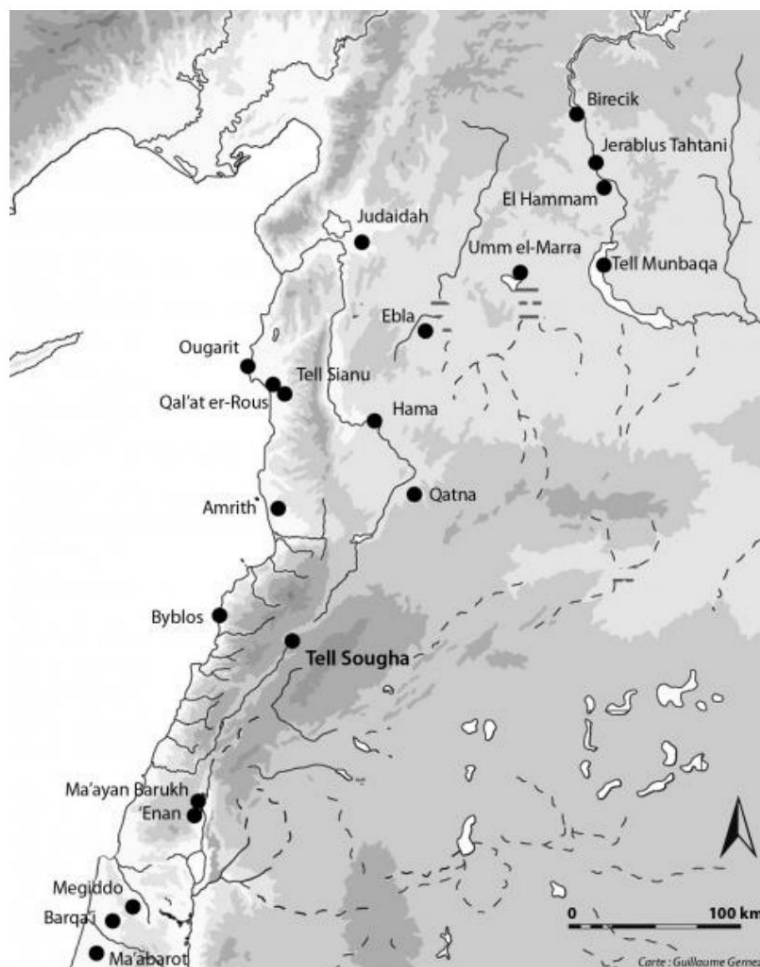 Birecik
Jerablus Tahtani
El Hammam
Judaidah
Umm el-Marra
Tell Munbaqa
Ebla
Ougarit
Tell Sianu
Qal'at er-Rous
Hama
Qatna
Amrith
Byblos
Tell Sougha
Ma'ayan Barukh
'Enan
Megiddo
Barqa'i
Ma'abarot
0 100 km
Carte : Guillaume Gernez